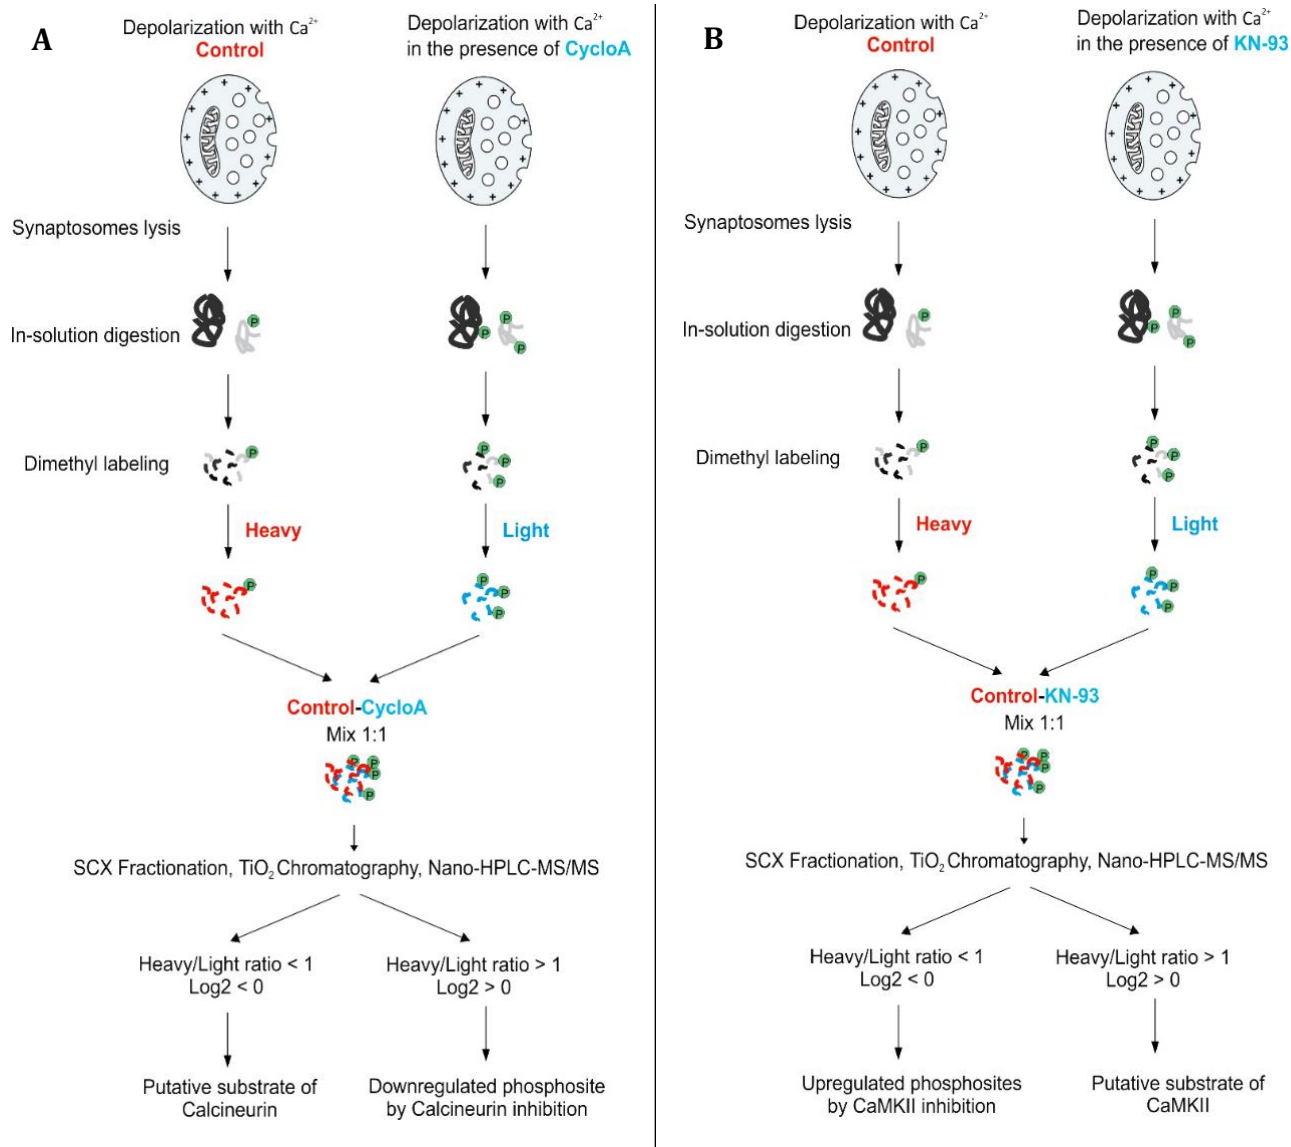 A
Depolarization with Ca²⁺
Control
Depolarization with Ca²⁺
in the presence of CycloA
Synaptosomes lysis
P
P
P
P
In-solution digestion
P
P
P
P
Dimethyl labeling
Heavy
Light
P
P
P
P
Control-CycloA
Mix 1:1
P
P
P
P
SCX Fractionation, TiO₂ Chromatography, Nano-HPLC-MS/MS
Heavy/Light ratio < 1
Log2 < 0
Heavy/Light ratio > 1
Log2 > 0
Putative substrate of
Calcineurin
Downregulated phosphosite
by Calcineurin inhibition
B
Depolarization with Ca²⁺
Control
Depolarization with Ca²⁺
in the presence of KN-93
Synaptosomes lysis
P
P
P
P
In-solution digestion
P
P
P
P
Dimethyl labeling
Heavy
Light
P
P
P
P
Control-KN-93
Mix 1:1
P
P
P
P
SCX Fractionation, TiO₂ Chromatography, Nano-HPLC-MS/MS
Heavy/Light ratio < 1
Log2 < 0
Heavy/Light ratio > 1
Log2 > 0
Upregulated phosphosites
by CaMKII inhibition
Putative substrate of
CaMKII